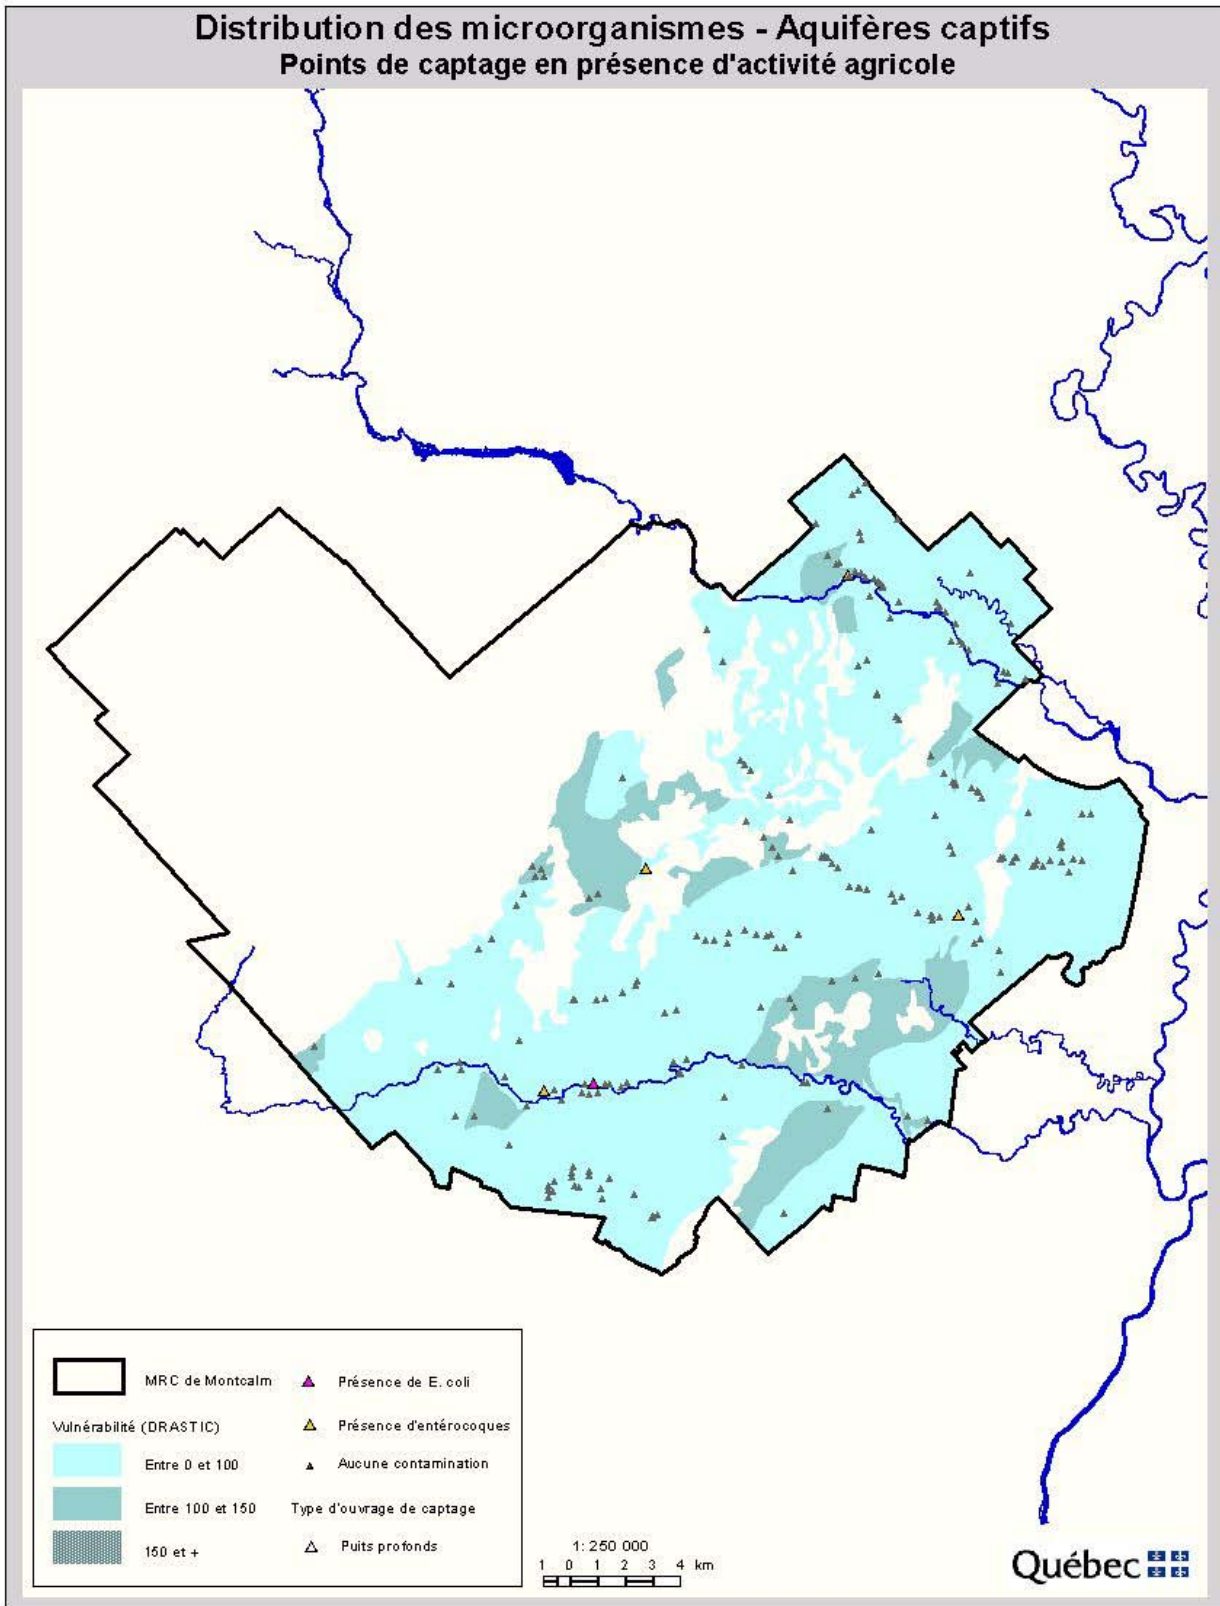 Distribution des microorganismes - Aquifères captifs
Points de captage en présence d'activité agricole
MRC de Montcalm
Présence de E. coli
Vulnérabilité (DRASTIC)
Présence d'entérocoques
Entre 0 et 100
Aucune contamination
Entre 100 et 150
Type d'ouvrage de captage
150 et +
Puits profonds
1: 250 000
1 0 1 2 3 4 km
Québec